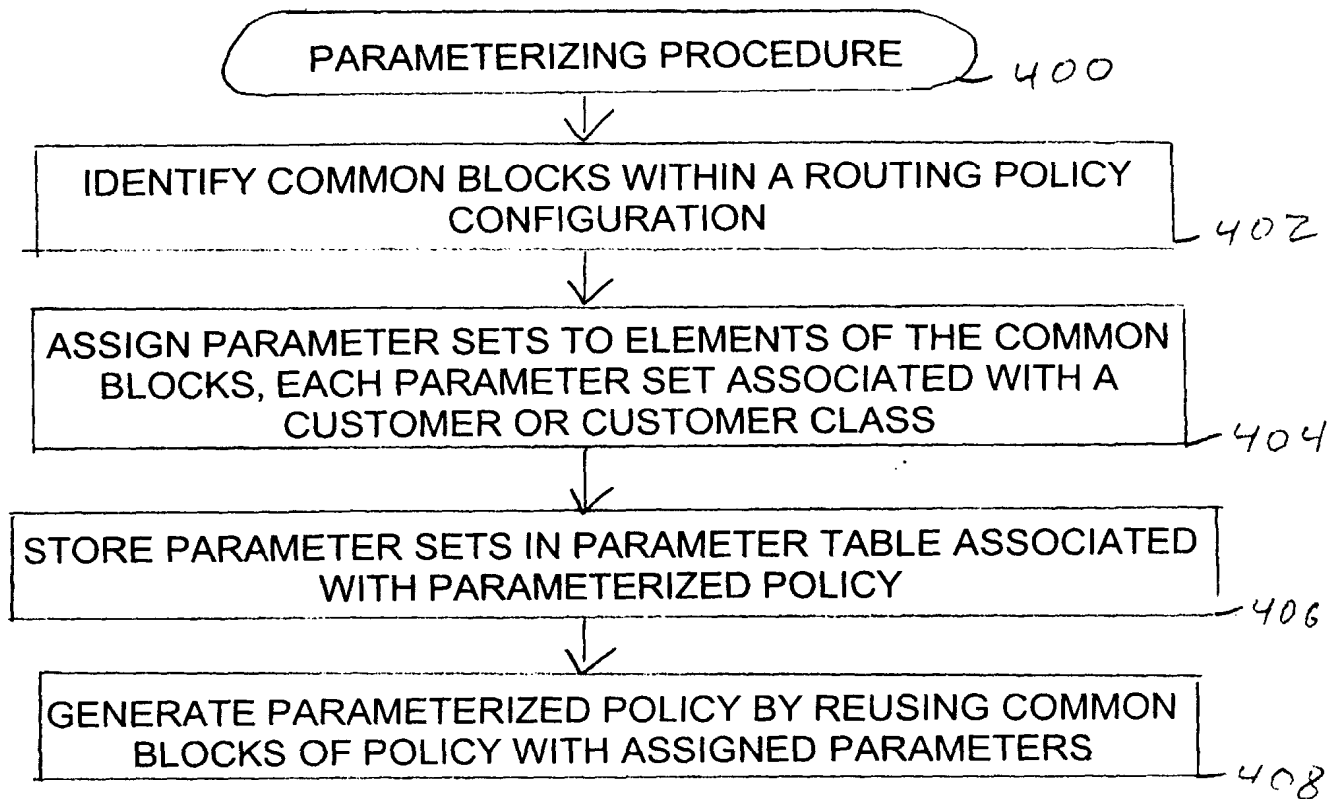 PARAMETERIZING PROCEDURE
400
IDENTIFY COMMON BLOCKS WITHIN A ROUTING POLICY
CONFIGURATION
402
ASSIGN PARAMETER SETS TO ELEMENTS OF THE COMMON
BLOCKS, EACH PARAMETER SET ASSOCIATED WITH A
CUSTOMER OR CUSTOMER CLASS
404
STORE PARAMETER SETS IN PARAMETER TABLE ASSOCIATED
WITH PARAMETERIZED POLICY
406
GENERATE PARAMETERIZED POLICY BY REUSING COMMON
BLOCKS OF POLICY WITH ASSIGNED PARAMETERS
408